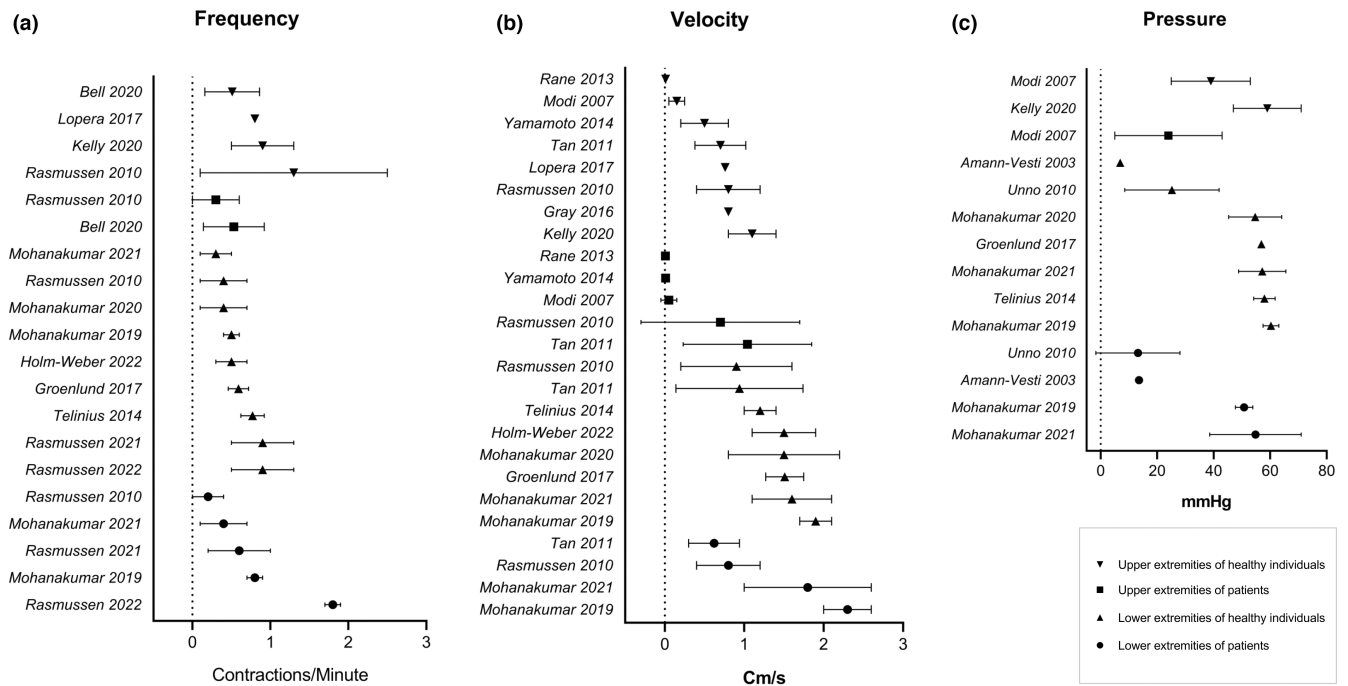 (a)
Frequency
Bell 2020
Lopera 2017
Kelly 2020
Rasmussen 2010
Rasmussen 2010
Bell 2020
Mohanakumar 2021
Rasmussen 2010
Mohanakumar 2020
Mohanakumar 2019
Holm-Weber 2022
Groenlund 2017
Telinius 2014
Rasmussen 2021
Rasmussen 2022
Rasmussen 2010
Mohanakumar 2021
Rasmussen 2021
Mohanakumar 2019
Rasmussen 2022
0 1 2 3
Contractions/Minute
(b)
Velocity
Rane 2013
Modi 2007
Yamamoto 2014
Tan 2011
Lopera 2017
Rasmussen 2010
Gray 2016
Kelly 2020
Rane 2013
Yamamoto 2014
Modi 2007
Rasmussen 2010
Tan 2011
Rasmussen 2010
Tan 2011
Telinius 2014
Holm-Weber 2022
Mohanakumar 2020
Groenlund 2017
Mohanakumar 2021
Mohanakumar 2019
Tan 2011
Rasmussen 2010
Mohanakumar 2021
Mohanakumar 2019
0 1 2 3
Cm/s
(c)
Pressure
Modi 2007
Kelly 2020
Modi 2007
Amann-Vesti 2003
Unno 2010
Mohanakumar 2020
Groenlund 2017
Mohanakumar 2021
Telinius 2014
Mohanakumar 2019
Unno 2010
Amann-Vesti 2003
Mohanakumar 2019
Mohanakumar 2021
0 20 40 60 80
mmHg
Upper extremities of healthy individuals
Upper extremities of patients
Lower extremities of healthy individuals
Lower extremities of patients